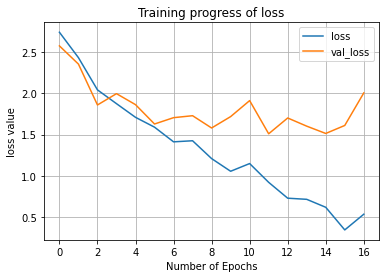 Training progress of loss
loss
val_loss
loss value
2.5
2.0
1.5
1.0
0.5
0 2 4 6 8 10 12 14 16
Number of Epochs